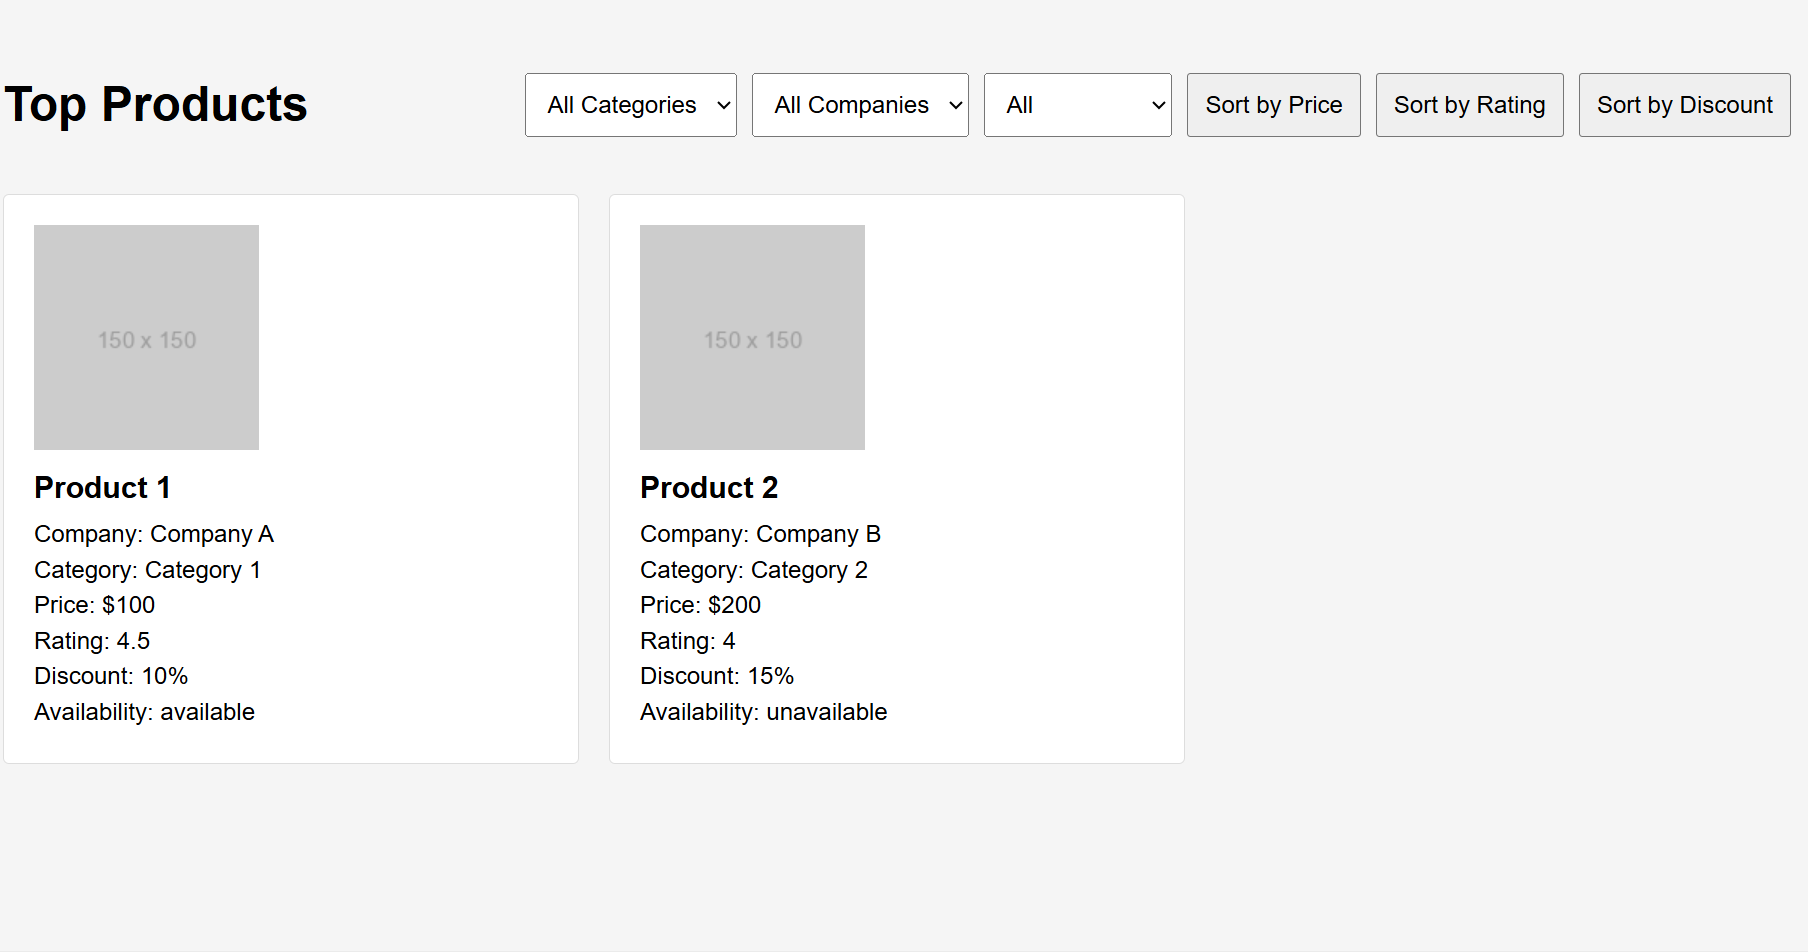 Top Products
All Categories
All Companies
All
Sort by Price
Sort by Rating
Sort by Discount
150 x 150
Product 1
Company: Company A
Category: Category 1
Price: $100
Rating: 4.5
Discount: 10%
Availability: available
150 x 150
Product 2
Company: Company B
Category: Category 2
Price: $200
Rating: 4
Discount: 15%
Availability: unavailable